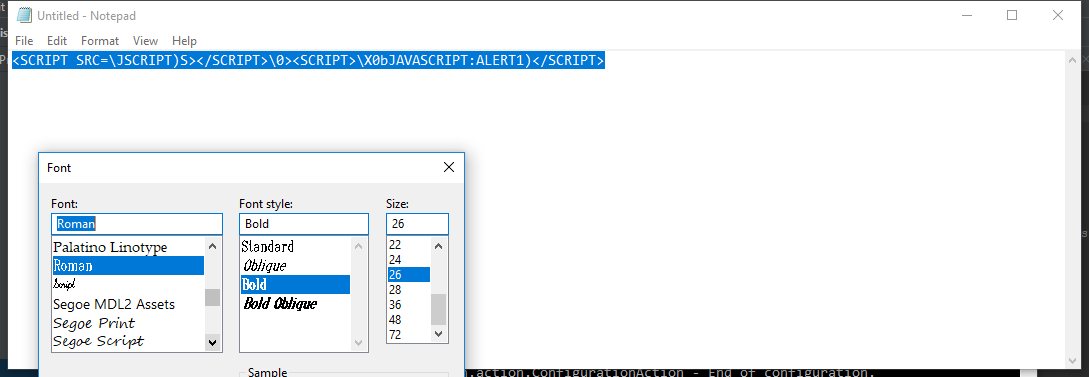 Untitled - Notepad
File Edit Format View Help
<SCRIPT SRC=\JSCRIPT)S></SCRIPT>\0><SCRIPT>\X0bJAVASCRIPT:ALERT1)</SCRIPT>
Font
Font: Font style: Size:
Roman Bold 26
Palatino Linotype
Roman
Script
Segoe MDL2 Assets
Segoe Print
Segoe Script
Standard
Oblique
Bold
Bold Oblique
22
24
26
28
36
48
72
Sample
.action.ConfigurationAction - End of configuration.